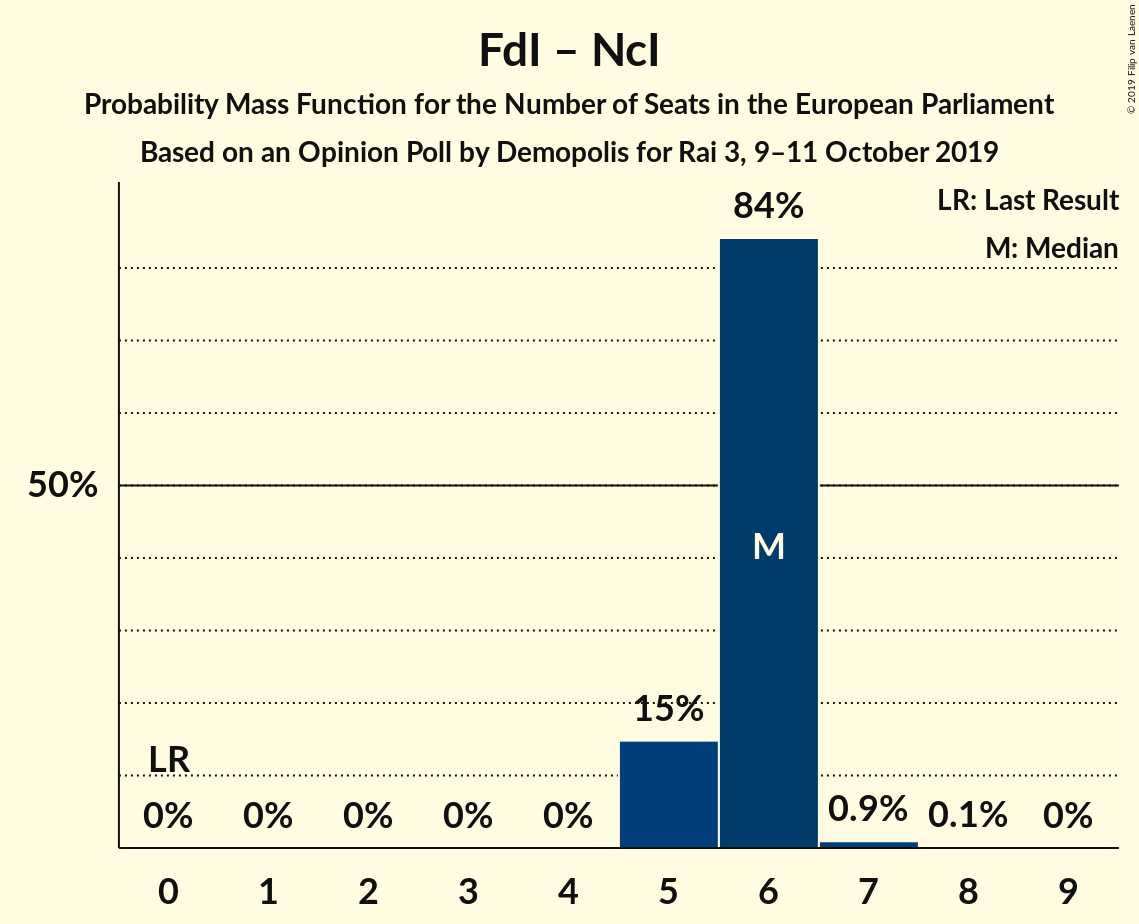 FdI – NcI
Probability Mass Function for the Number of Seats in the European Parliament
Based on an Opinion Poll by Demopolis for Rai 3, 9–11 October 2019
© 2019 Filip van Laenen
LR: Last Result
M: Median
84%
50%
M
15%
LR
0% 0% 0% 0% 0% 0.9% 0.1% 0%
0 1 2 3 4 5 6 7 8 9